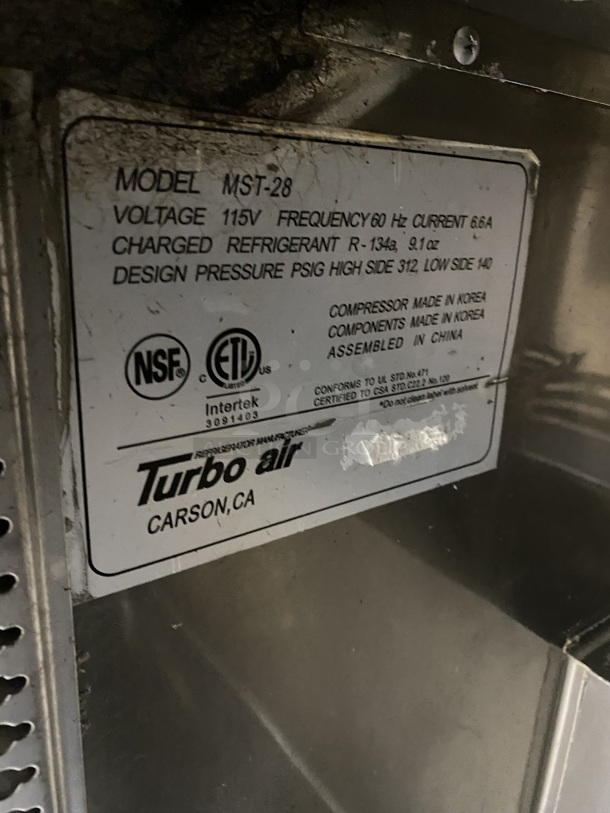 MODEL MST-28
VOLTAGE 115V FREQUENCY 60 Hz CURRENT 6.6A
CHARGED REFRIGERANT R-134a, 9.1 oz
DESIGN PRESSURE PSIG HIGH SIDE 312, LOW SIDE 140
COMPRESSOR MADE IN KOREA
COMPONENTS MADE IN KOREA
ASSEMBLED IN CHINA
NSF®
C ETL US
LISTED
Intertek
3091403
CONFORMS TO UL STD.No.471
CERTIFIED TO CSA STD.C22.2 No.120
*Do not clean label with solvent
REFRIGERATOR MANUFACTURER
Turbo air
CARSON,CA